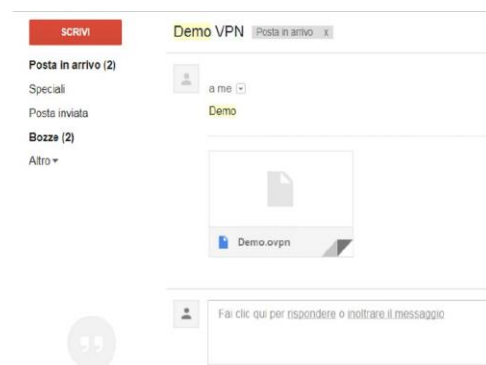 SCRIVI
Posta in arrivo (2)
Speciali
Posta inviata
Bozze (2)
Altro
Demo VPN Posta in arrivo x
a me
Demo
Demo.ovpn
Fai clic qui per rispondere o inoltrare il messaggio